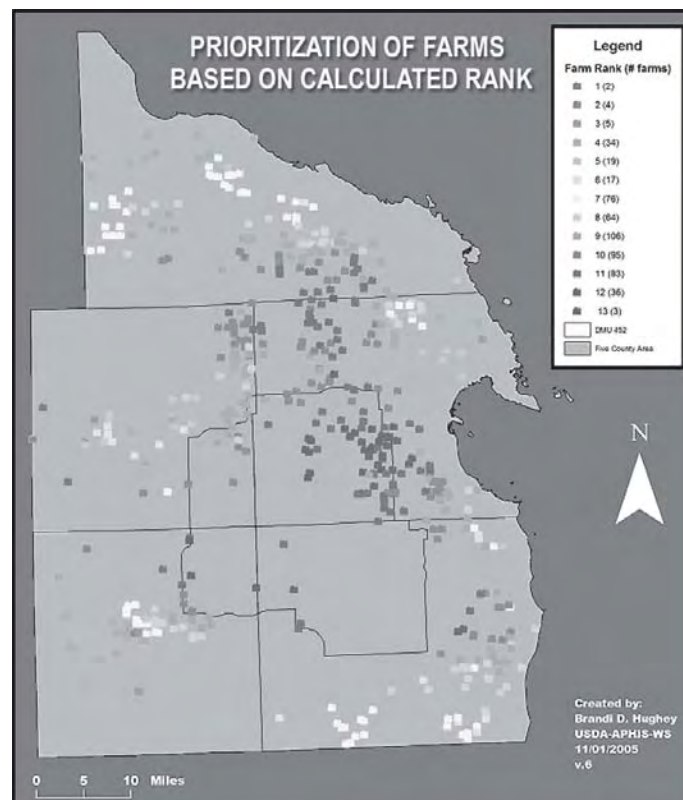 PRIORITIZATION OF FARMS
BASED ON CALCULATED RANK
Legend
Farm Rank (# farms)
1 (2)
2 (4)
3 (5)
4 (34)
5 (19)
6 (17)
7 (76)
8 (64)
9 (106)
10 (95)
11 (83)
12 (36)
13 (3)
DMU 452
Five County Area
N
Created by:
Brandi D. Hughey
USDA-APHIS-WS
11/01/2005
v.6
0 5 10 Miles